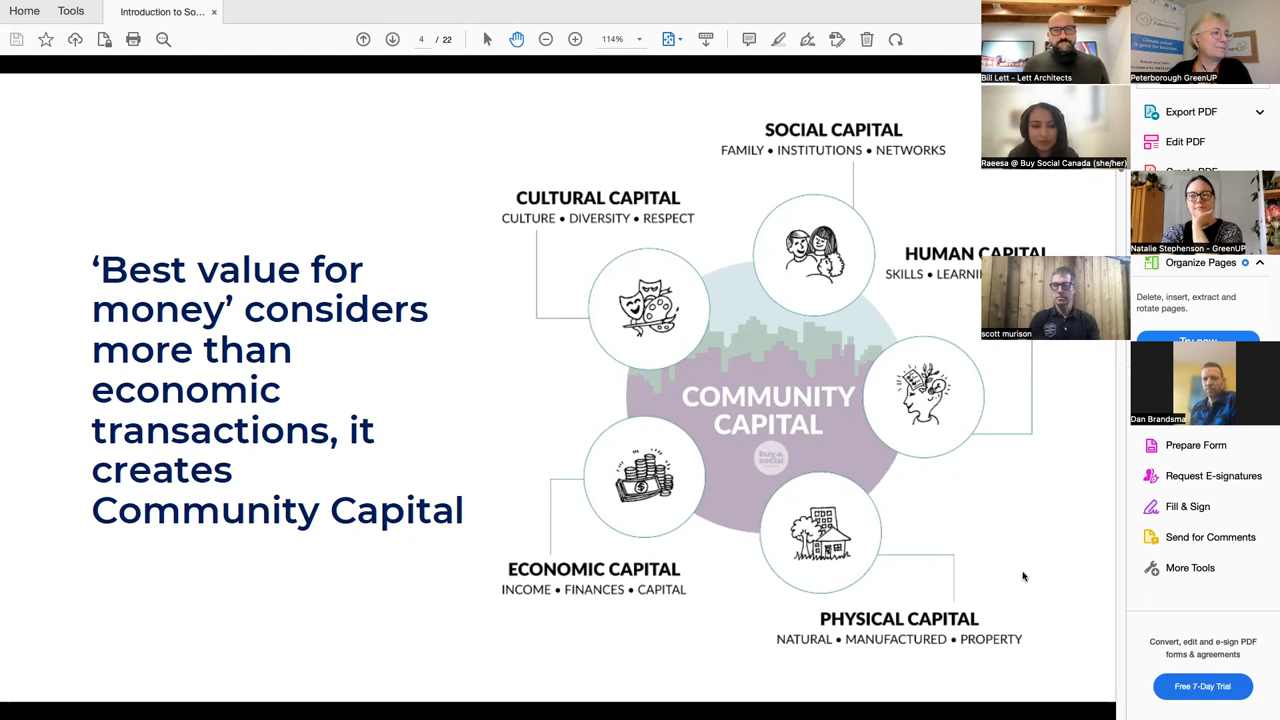 Home
Tools
Introduction to So...
4 / 22
114%
‘Best value for
money’ considers
more than
economic
transactions, it
creates
Community Capital
SOCIAL CAPITAL
FAMILY • INSTITUTIONS • NETWORKS
CULTURAL CAPITAL
CULTURE • DIVERSITY • RESPECT
HUMAN CAPITAL
SKILLS •
COMMUNITY
CAPITAL
buy
social
ECONOMIC CAPITAL
INCOME • FINANCES • CAPITAL
PHYSICAL CAPITAL
NATURAL • MANUFACTURED • PROPERTY
Bill Lett - Lett Architects
Peterborough GreenUP
Raeesa @ Buy Social Canada (she/her)
Natalie Stephenson - GreenUP
scott murison
Dan Brandsma
Export PDF
Edit PDF
Organize Pages
Delete, insert, extract and
rotate pages.
Try now
Prepare Form
Request E-signatures
Fill & Sign
Send for Comments
More Tools
Convert, edit and e-sign PDF
forms & agreements
Free 7-Day Trial